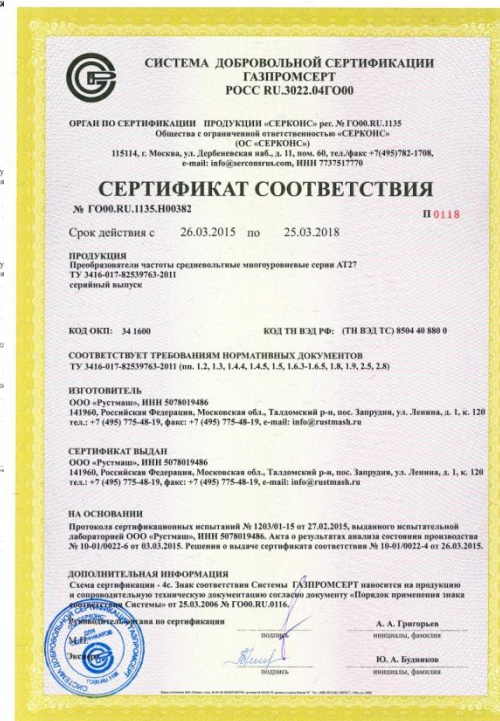 СИСТЕМА ДОБРОВОЛЬНОЙ СЕРТИФИКАЦИИ
ГАЗПРОМСЕРТ
РОСС RU.3022.04ГО00
ОРГАН ПО СЕРТИФИКАЦИИ ПРОДУКЦИИ «СЕРКОНС» рег. № ГО00.RU.1135
Общества с ограниченной ответственностью «СЕРКОНС»
(ОС «СЕРКОНС»)
115114, г. Москва, ул. Дербеневская наб., д. 11, пом. 60, тел./факс +7(495)782-1708,
e-mail: info@serconsrus.com, ИНН 7737517770
СЕРТИФИКАТ СООТВЕТСТВИЯ
№ ГО00.RU.1135.Н00382
П 0118
Срок действия с 26.03.2015 по 25.03.2018
ПРОДУКЦИЯ
Преобразователи частоты средневольтные многоуровневые серии АТ27
ТУ 3416-017-82539763-2011
серийный выпуск
КОД ОКП: 34 1600 КОД ТН ВЭД РФ: (ТН ВЭД ТС) 8504 40 880 0
СООТВЕТСТВУЕТ ТРЕБОВАНИЯМ НОРМАТИВНЫХ ДОКУМЕНТОВ
ТУ 3416-017-82539763-2011 (пп. 1.2, 1.3, 1.4.4, 1.4.5, 1.5, 1.6.3-1.6.5, 1.8, 1.9, 2.5, 2.8)
ИЗГОТОВИТЕЛЬ
ООО «Рустмаш», ИНН 5078019486
141960, Российская Федерация, Московская обл., Талдомский р-н, пос. Запрудня, ул. Ленина, д. 1, к. 120
тел.: +7 (495) 775-48-19, факс: +7 (495) 775-48-19, e-mail: info@rustmash.ru
СЕРТИФИКАТ ВЫДАН
ООО «Рустмаш», ИНН 5078019486
141960, Российская Федерация, Московская обл., Талдомский р-н, пос. Запрудня, ул. Ленина, д. 1, к. 120
тел.: +7 (495) 775-48-19, факс: +7 (495) 775-48-19, e-mail: info@rustmash.ru
НА ОСНОВАНИИ
Протокола сертификационных испытаний № 1203/01-15 от 27.02.2015, выданного испытательной
лабораторией ООО «Рустмаш», ИНН 5078019486. Акта о результатах анализа состояния производства
№ 10-01/0022-6 от 03.03.2015. Решения о выдаче сертификата соответствия № 10-01/0022-4 от 26.03.2015.
ДОПОЛНИТЕЛЬНАЯ ИНФОРМАЦИЯ
Схема сертификации - 4с. Знак соответствия Системы ГАЗПРОМСЕРТ наносится на продукцию
и сопроводительную техническую документацию согласно документу «Порядок применения знака
соответствия Системы» от 25.03.2006 № ГО00.RU.0116.
Руководитель органа по сертификации А. А. Григорьев
М.П. подпись инициалы, фамилия
Эксперт Ю. А. Будников
подпись инициалы, фамилия